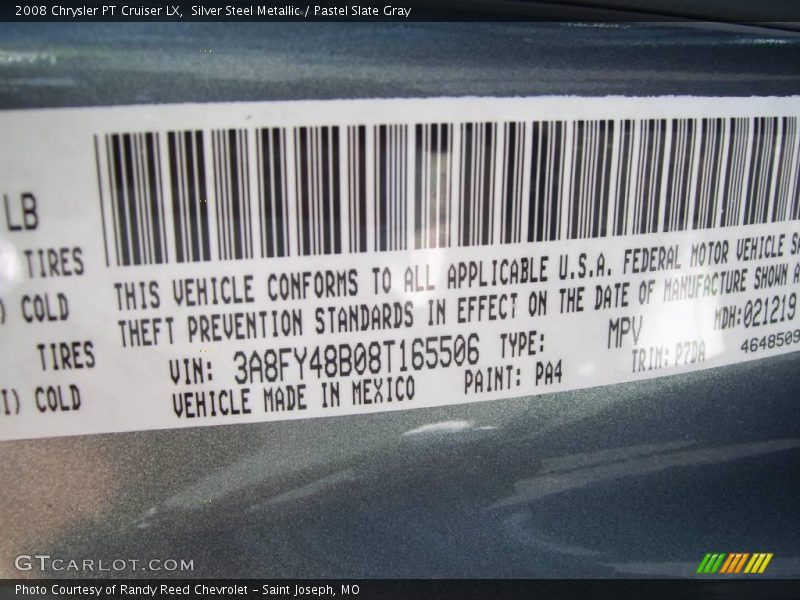 2008 Chrysler PT Cruiser LX, Silver Steel Metallic / Pastel Slate Gray
LB
TIRES
) COLD
TIRES
I) COLD
THIS VEHICLE CONFORMS TO ALL APPLICABLE U.S.A. FEDERAL MOTOR VEHICLE SA
THEFT PREVENTION STANDARDS IN EFFECT ON THE DATE OF MANUFACTURE SHOWN A
VIN: 3A8FY48B08T165506 TYPE: MPV MDH:021219
VEHICLE MADE IN MEXICO PAINT: PA4 TRIM: P7DA 4648509
GTCARLOT.COM
Photo Courtesy of Randy Reed Chevrolet – Saint Joseph, MO